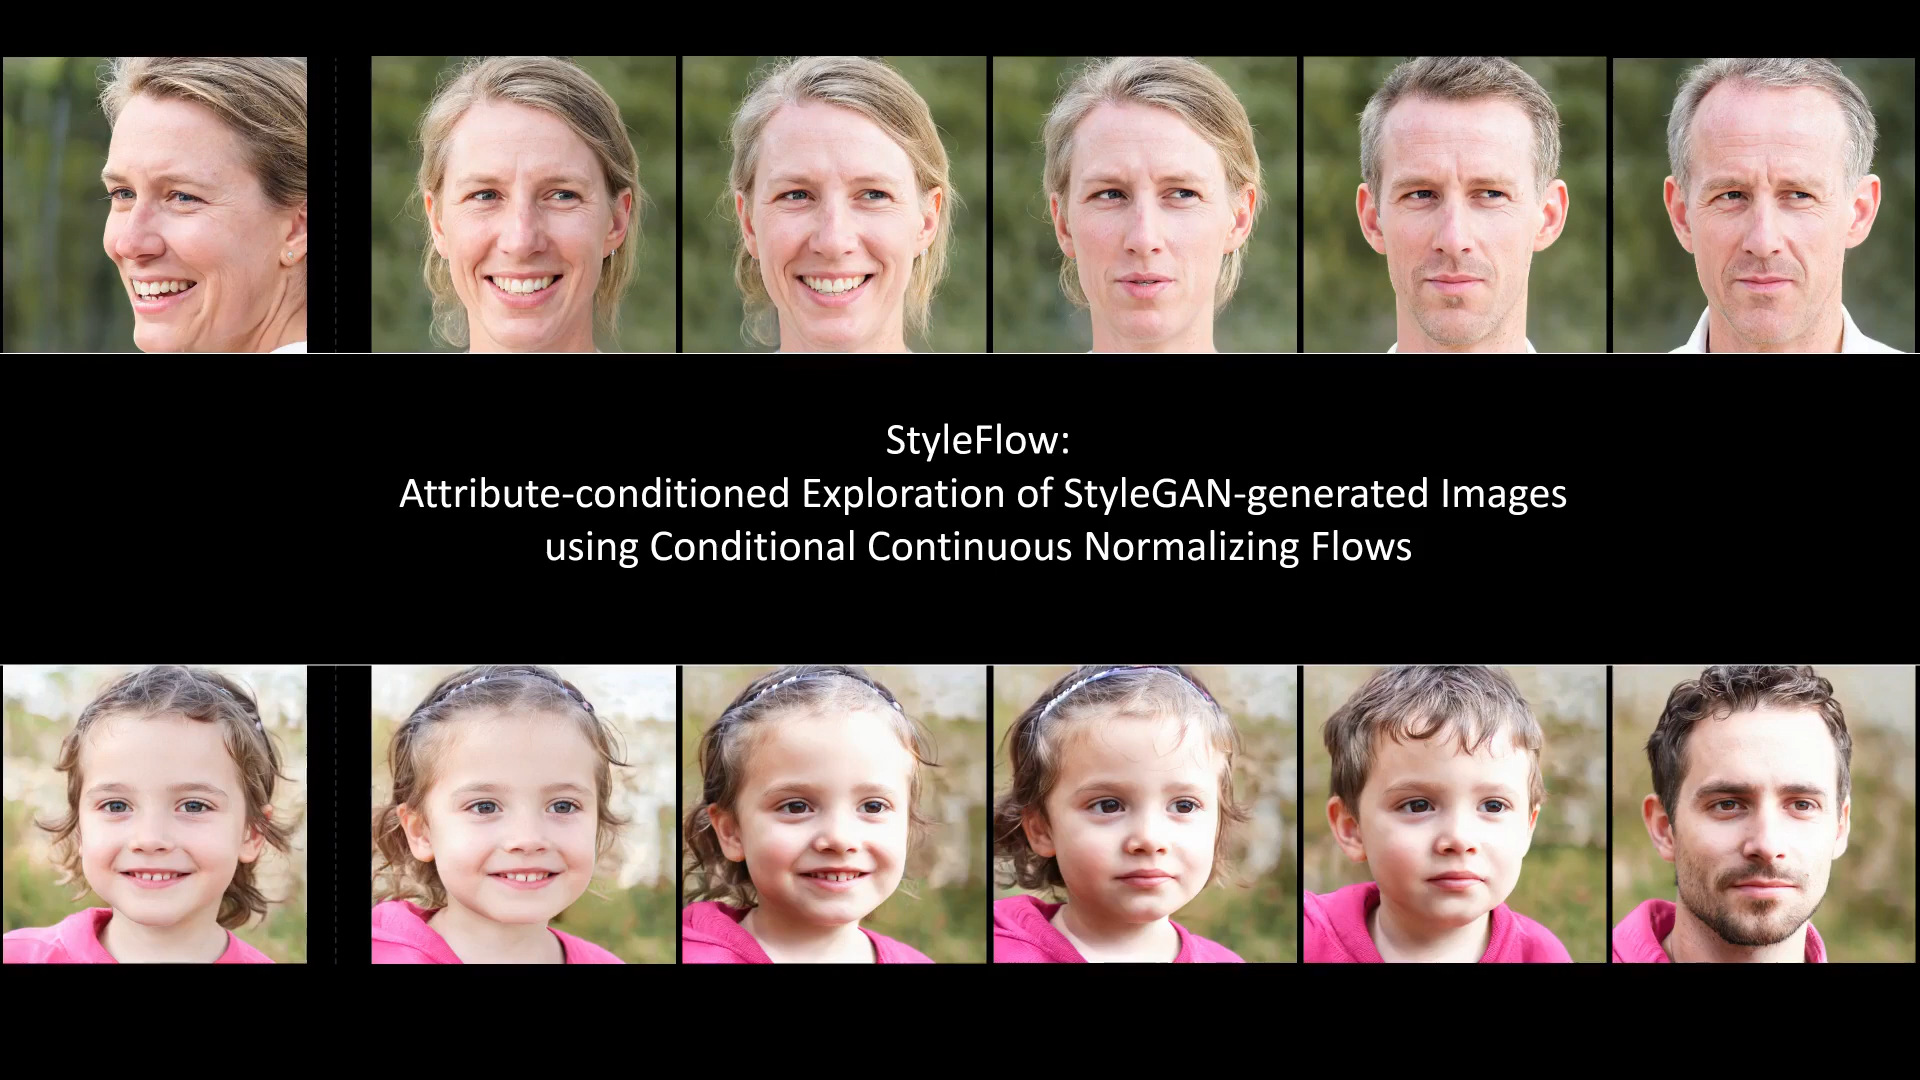 StyleFlow:
Attribute-conditioned Exploration of StyleGAN-generated Images
using Conditional Continuous Normalizing Flows